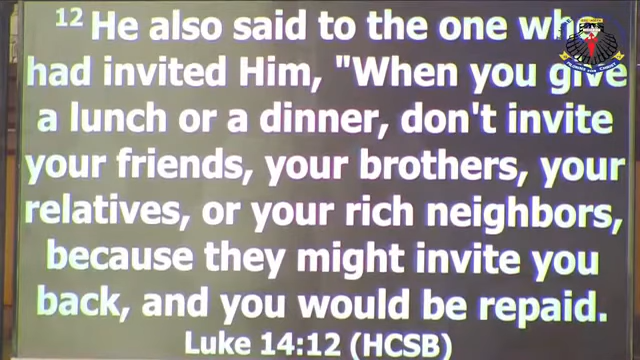 12 He also said to the one who
had invited Him, "When you give
a lunch or a dinner, don't invite
your friends, your brothers, your
relatives, or your rich neighbors,
because they might invite you
back, and you would be repaid.
Luke 14:12 (HCSB)